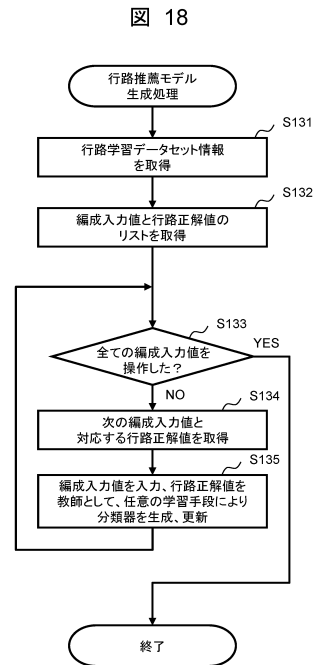 図 18
行路推薦モデル
生成処理
S131
行路学習データセット情報
を取得
S132
編成入力値と行路正解値の
リストを取得
S133
全ての編成入力値を
操作した？
YES
NO
S134
次の編成入力値と
対応する行路正解値を取得
S135
編成入力値を入力、行路正解値を
教師として、任意の学習手段により
分類器を生成、更新
終了